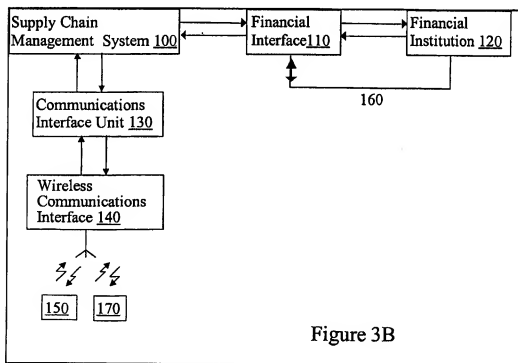 Supply Chain
Management System 100
Financial
Interface110
Financial
Institution 120
160
Communications
Interface Unit 130
Wireless
Communications
Interface 140
150
170
Figure 3B